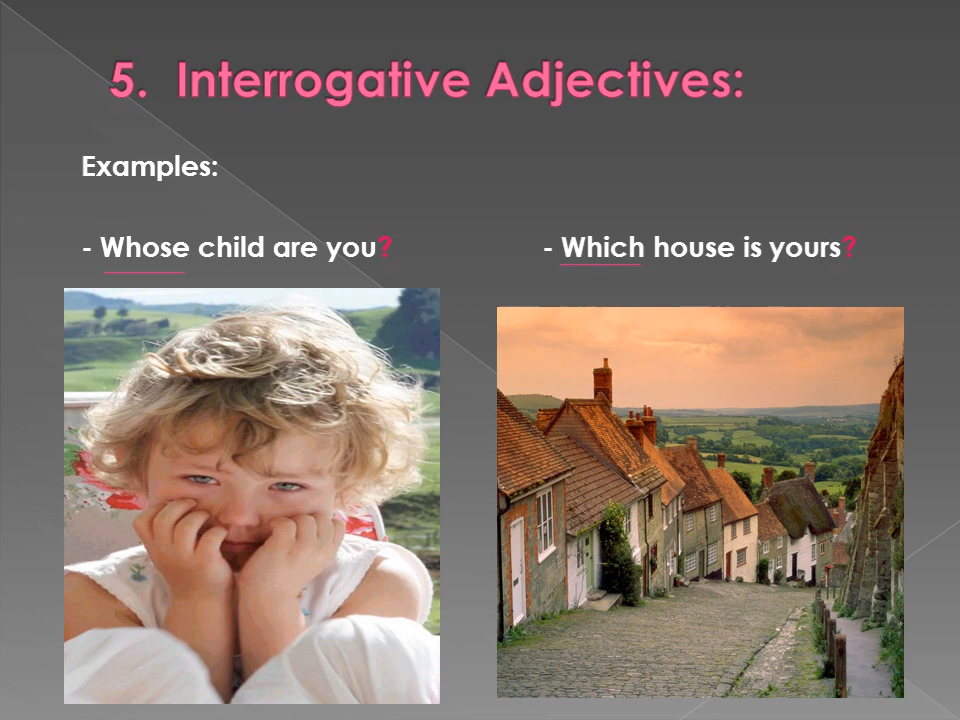 5. Interrogative Adjectives:
Examples:
- Whose child are you?
- Which house is yours?